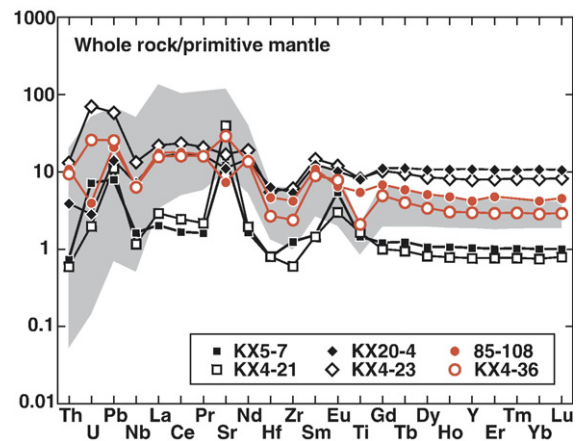 1000
Whole rock/primitive mantle
100
10
1
0.1
0.01
KX5-7 KX20-4 85-108
KX4-21 KX4-23 KX4-36
Th Pb La Pr Nd Zr Eu Gd Dy Y Tm Lu
U Nb Ce Sr Hf Sm Ti Tb Ho Er Yb